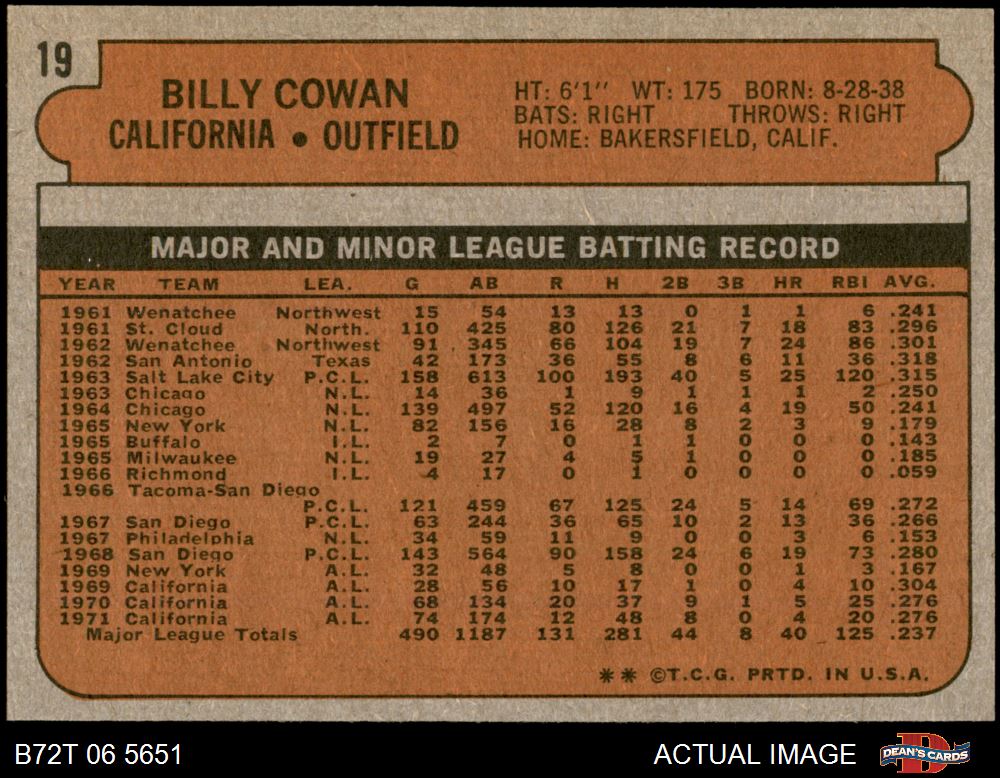 19
BILLY COWAN
CALIFORNIA • OUTFIELD
HT: 6'1" WT: 175 BORN: 8-28-38
BATS: RIGHT THROWS: RIGHT
HOME: BAKERSFIELD, CALIF.
MAJOR AND MINOR LEAGUE BATTING RECORD
YEAR TEAM LEA. G AB R H 2B 3B HR RBI AVG.
1961 Wenatchee Northwest 15 54 13 13 0 1 1 6 .241
1961 St. Cloud North. 110 425 80 126 21 7 18 83 .296
1962 Wenatchee Northwest 91 345 66 104 19 7 24 86 .301
1962 San Antonio Texas 42 173 36 55 8 6 11 36 .318
1963 Salt Lake City P.C.L. 158 613 100 193 40 5 25 120 .315
1963 Chicago N.L. 14 36 1 9 1 1 1 2 .250
1964 Chicago N.L. 139 497 52 120 16 4 19 50 .241
1965 New York N.L. 82 156 16 28 8 2 3 9 .179
1965 Buffalo I.L. 2 7 0 1 1 0 0 0 .143
1965 Milwaukee N.L. 19 27 4 5 1 0 0 0 .185
1966 Richmond I.L. 4 17 0 1 0 0 0 0 .059
1966 Tacoma-San Diego
P.C.L. 121 459 67 125 24 5 14 69 .272
1967 San Diego P.C.L. 63 244 36 65 10 2 13 36 .266
1967 Philadelphia N.L. 34 59 11 9 0 0 3 6 .153
1968 San Diego P.C.L. 143 564 90 158 24 6 19 73 .280
1969 New York A.L. 32 48 5 8 0 0 1 3 .167
1969 California A.L. 28 56 10 17 1 0 4 10 .304
1970 California A.L. 68 134 20 37 9 1 5 25 .276
1971 California A.L. 74 174 12 48 8 0 4 20 .276
Major League Totals 490 1187 131 281 44 8 40 125 .237
** ©T.C.G. PRTD. IN U.S.A.
B72T 06 5651
ACTUAL IMAGE
DEAN'S CARDS